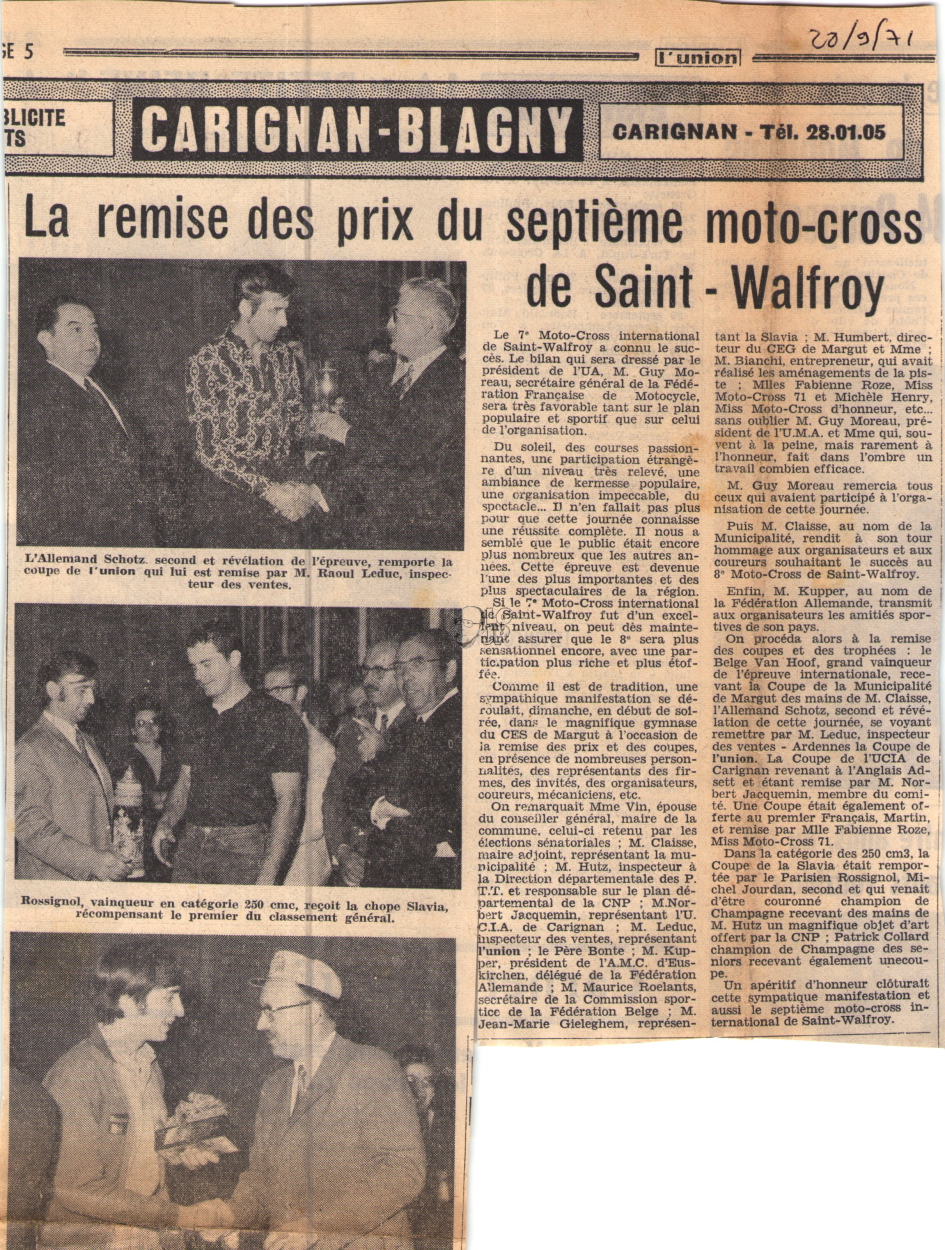 GE 5
l'union
20/9/71
BLICITE
TS
CARIGNAN-BLAGNY
CARIGNAN - Tél. 28.01.05
La remise des prix du septième moto-cross
de Saint - Walfroy
L'Allemand Schotz, second et révélation de l'épreuve, remporte la
coupe de l'union qui lui est remise par M. Raoul Leduc, inspec-
teur des ventes.
Rossignol, vainqueur en catégorie 250 cmc, reçoit la chope Slavia,
récompensant le premier du classement général.
Le 7e Moto-Cross international
de Saint-Walfroy a connu le suc-
cès. Le bilan qui sera dressé par le
président de l'UA, M. Guy Mo-
reau, secrétaire général de la Fédé-
ration Française de Motocycle,
sera très favorable tant sur le plan
populaire et sportif que sur celui
de l'organisation.
Du soleil, des courses passion-
nantes, une participation étrangè-
re d'un niveau très relevé, une
ambiance de kermesse populaire,
une organisation impeccable, du
spectacle... Il n'en fallait pas plus
pour que cette journée connaisse
une réussite complète. Il nous a
semblé que le public était encore
plus nombreux que les autres an-
nées. Cette épreuve est devenue
l'une des plus importantes et des
plus spectaculaires de la région.
Si le 7e Moto-Cross international
de Saint-Walfroy fut d'un excel-
lent niveau, on peut dès mainte-
nant assurer que le 8e sera plus
sensationnel encore, avec une par-
ticipation plus riche et plus étof-
fée.
Comme il est de tradition, une
sympathique manifestation se dé-
roulait, dimanche, en début de soi-
rée, dans le magnifique gymnase
du CES de Margut à l'occasion de
la remise des prix et des coupes,
en présence de nombreuses person-
nalités, des représentants des fir-
mes, des invités, des organisateurs,
coureurs, mécaniciens, etc.
On remarquait Mme Vin, épouse
du conseiller général, maire de la
commune, celui-ci retenu par les
élections sénatoriales ; M. Claisse,
maire adjoint, représentant la mu-
nicipalité ; M. Hutz, inspecteur à
la Direction départementale des P.
T.T. et responsable sur le plan dé-
partemental de la CNP ; M.Nor-
bert Jacquemin, représentant l'U.
C.I.A. de Carignan ; M. Leduc,
inspecteur des ventes, représentant
l'union ; le Père Bonte ; M. Kup-
per, président de l'A.M.C. d'Eus-
kirchen, délégué de la Fédération
Allemande ; M. Maurice Roelants,
secrétaire de la Commission spor-
tice de la Fédération Belge ; M.
Jean-Marie Gieleghem, représen-
tant la Slavia ; M. Humbert, direc-
teur du CEG de Margut et Mme ;
M. Bianchi, entrepreneur, qui avait
réalisé les aménagements de la pis-
te ; Mlles Fabienne Roze, Miss
Moto-Cross 71 et Michèle Henry,
Miss Moto-Cross d'honneur, etc...
sans oublier M. Guy Moreau, pré-
sident de l'U.M.A. et Mme qui, sou-
vent à la peine, mais rarement à
l'honneur, fait dans l'ombre un
travail combien efficace.
M. Guy Moreau remercia tous
ceux qui avaient participé à l'orga-
nisation de cette journée.
Puis M. Claisse, au nom de la
Municipalité, rendit à son tour
hommage aux organisateurs et aux
coureurs souhaitant le succès au
8e Moto-Cross de Saint-Walfroy.
Enfin, M. Kupper, au nom de
la Fédération Allemande, transmit
aux organisateurs les amitiés spor-
tives de son pays.
On procéda alors à la remise
des coupes et des trophées : le
Belge Van Hoof, grand vainqueur
de l'épreuve internationale, rece-
vant la Coupe de la Municipalité
de Margut des mains de M. Claisse,
l'Allemand Schotz, second et révé-
lation de cette journée, se voyant
remettre par M. Leduc, inspecteur
des ventes - Ardennes la Coupe de
l'union. La Coupe de l'UCIA de
Carignan revenant à l'Anglais Ad-
sett et étant remise par M. Nor-
bert Jacquemin, membre du comi-
té. Une Coupe était également of-
ferte au premier Français, Martin,
et remise par Mlle Fabienne Roze,
Miss Moto-Cross 71.
Dans la catégorie des 250 cm3, la
Coupe de la Slavia était rempor-
tée par le Parisien Rossignol, Mi-
chel Jourdan, second et qui venait
d'être couronné champion de
Champagne recevant des mains de
M. Hutz un magnifique objet d'art
offert par la CNP ; Patrick Collard
champion de Champagne des se-
niors recevant également unecou-
pe.
Un apéritif d'honneur clôturait
cette sympatique manifestation et
aussi le septième moto-cross in-
ternational de Saint-Walfroy.